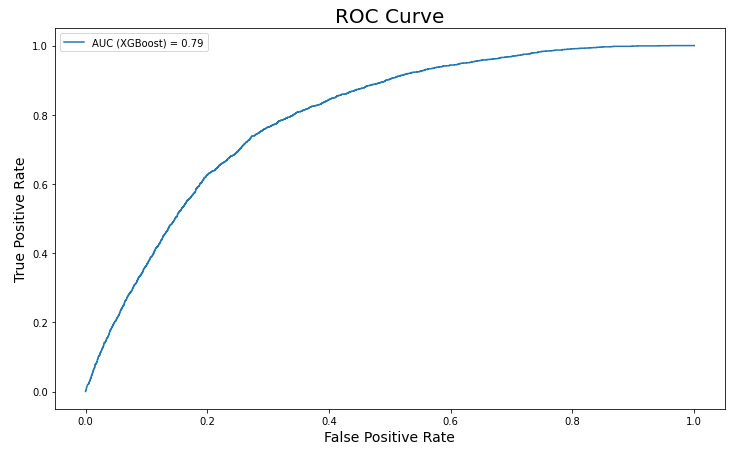 ROC Curve
AUC (XGBoost) = 0.79
True Positive Rate
1.0
0.8
0.6
0.4
0.2
0.0
0.0 0.2 0.4 0.6 0.8 1.0
False Positive Rate